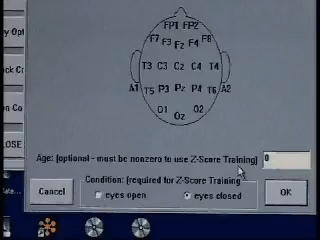 FP1 FP2
F7 F3 Fz F4 F8
T3 C3 Cz C4 T4
A1 T5 P3 Pz P4 T6 A2
O1 O2
Oz
Age: (optional - must be nonzero to use Z-Score Training) 0
Condition: (required for Z-Score Training
Cancel eyes open eyes closed OK